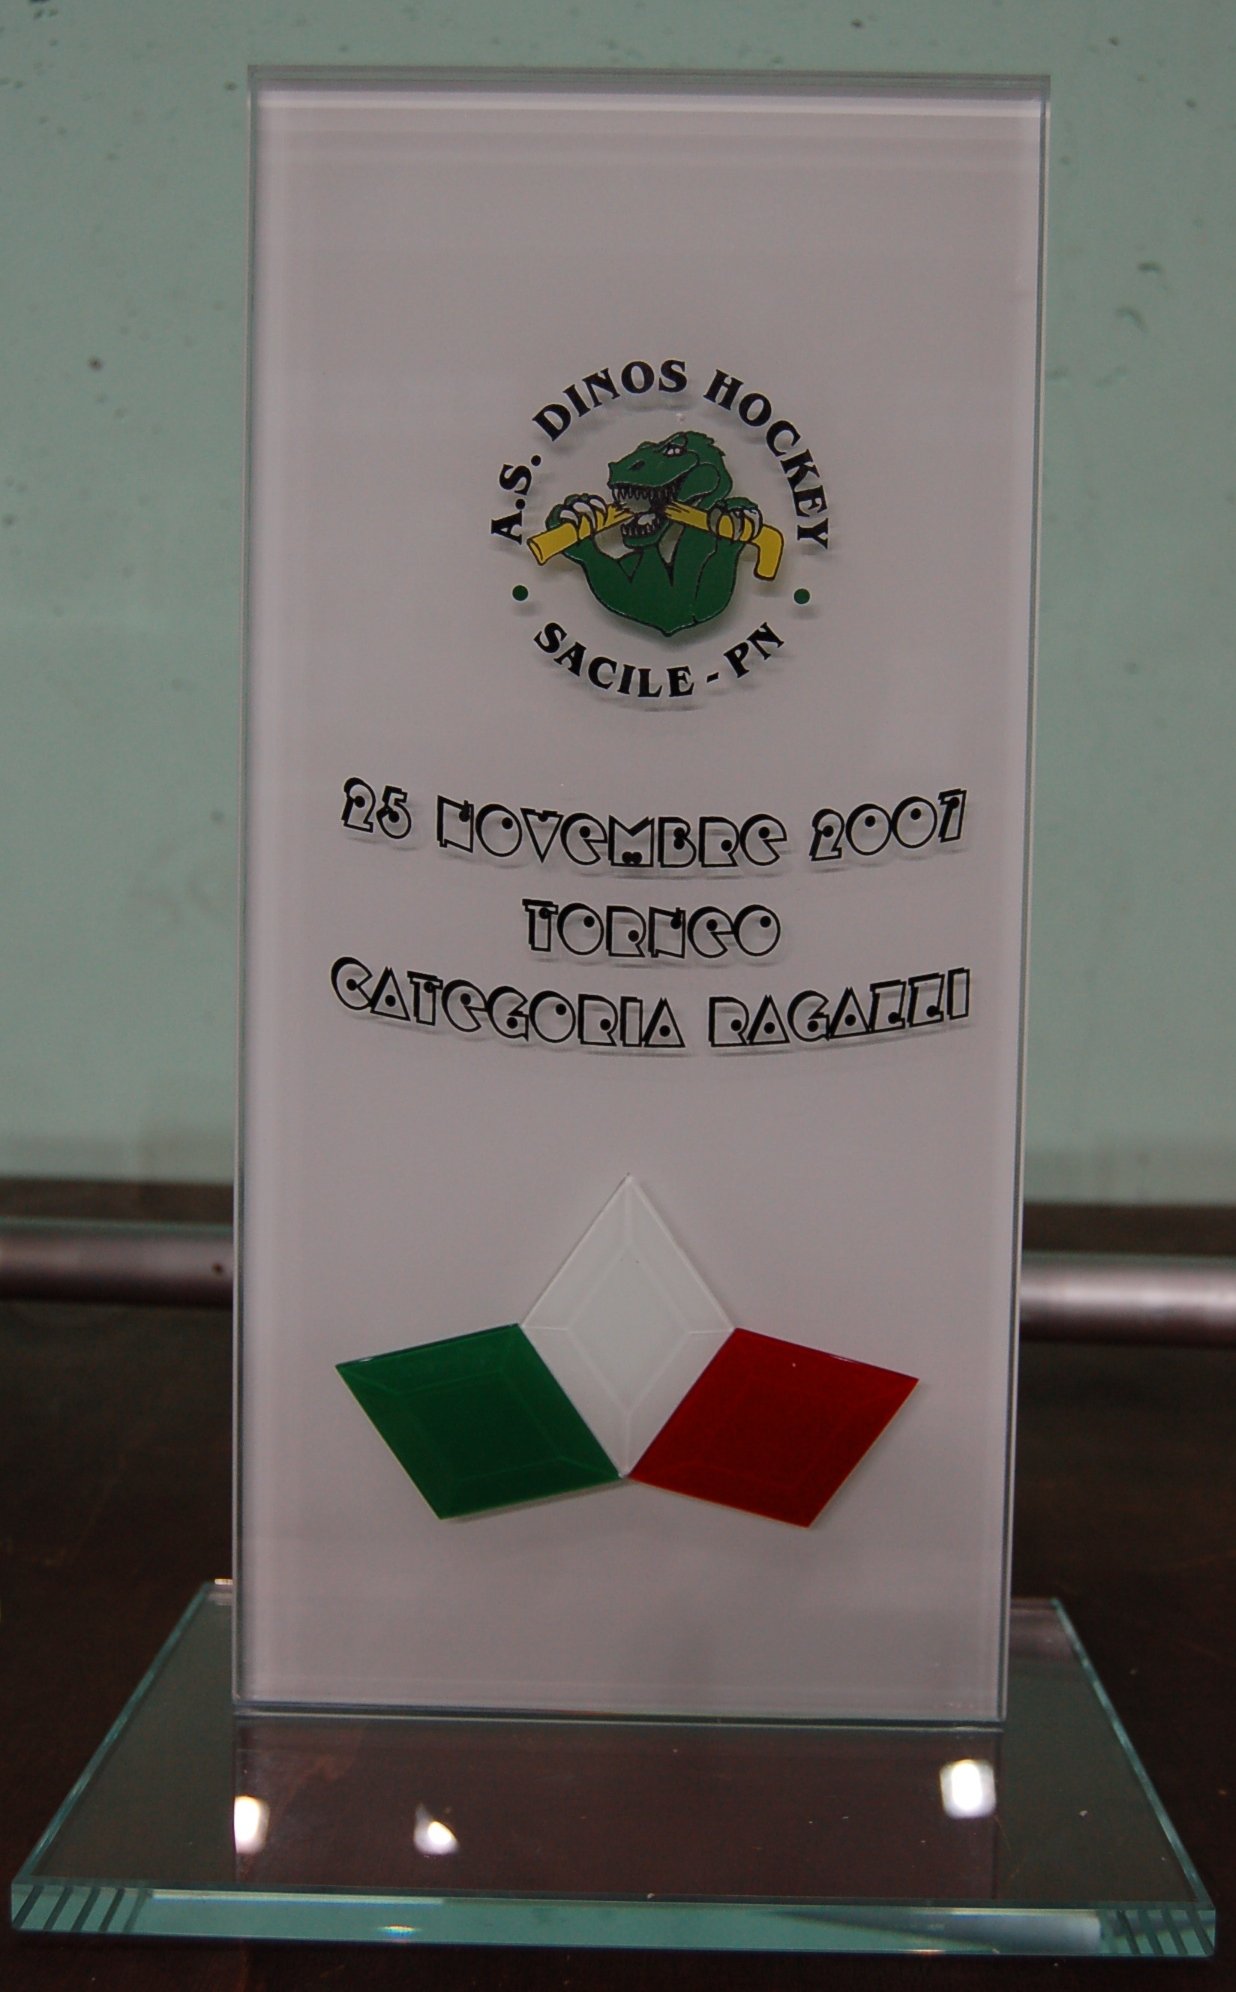 A.S. DINOS HOCKEY
• SACILE - PN •
25 NOVEMBRE 2007
TORNEO
CATEGORIA RAGAZZI